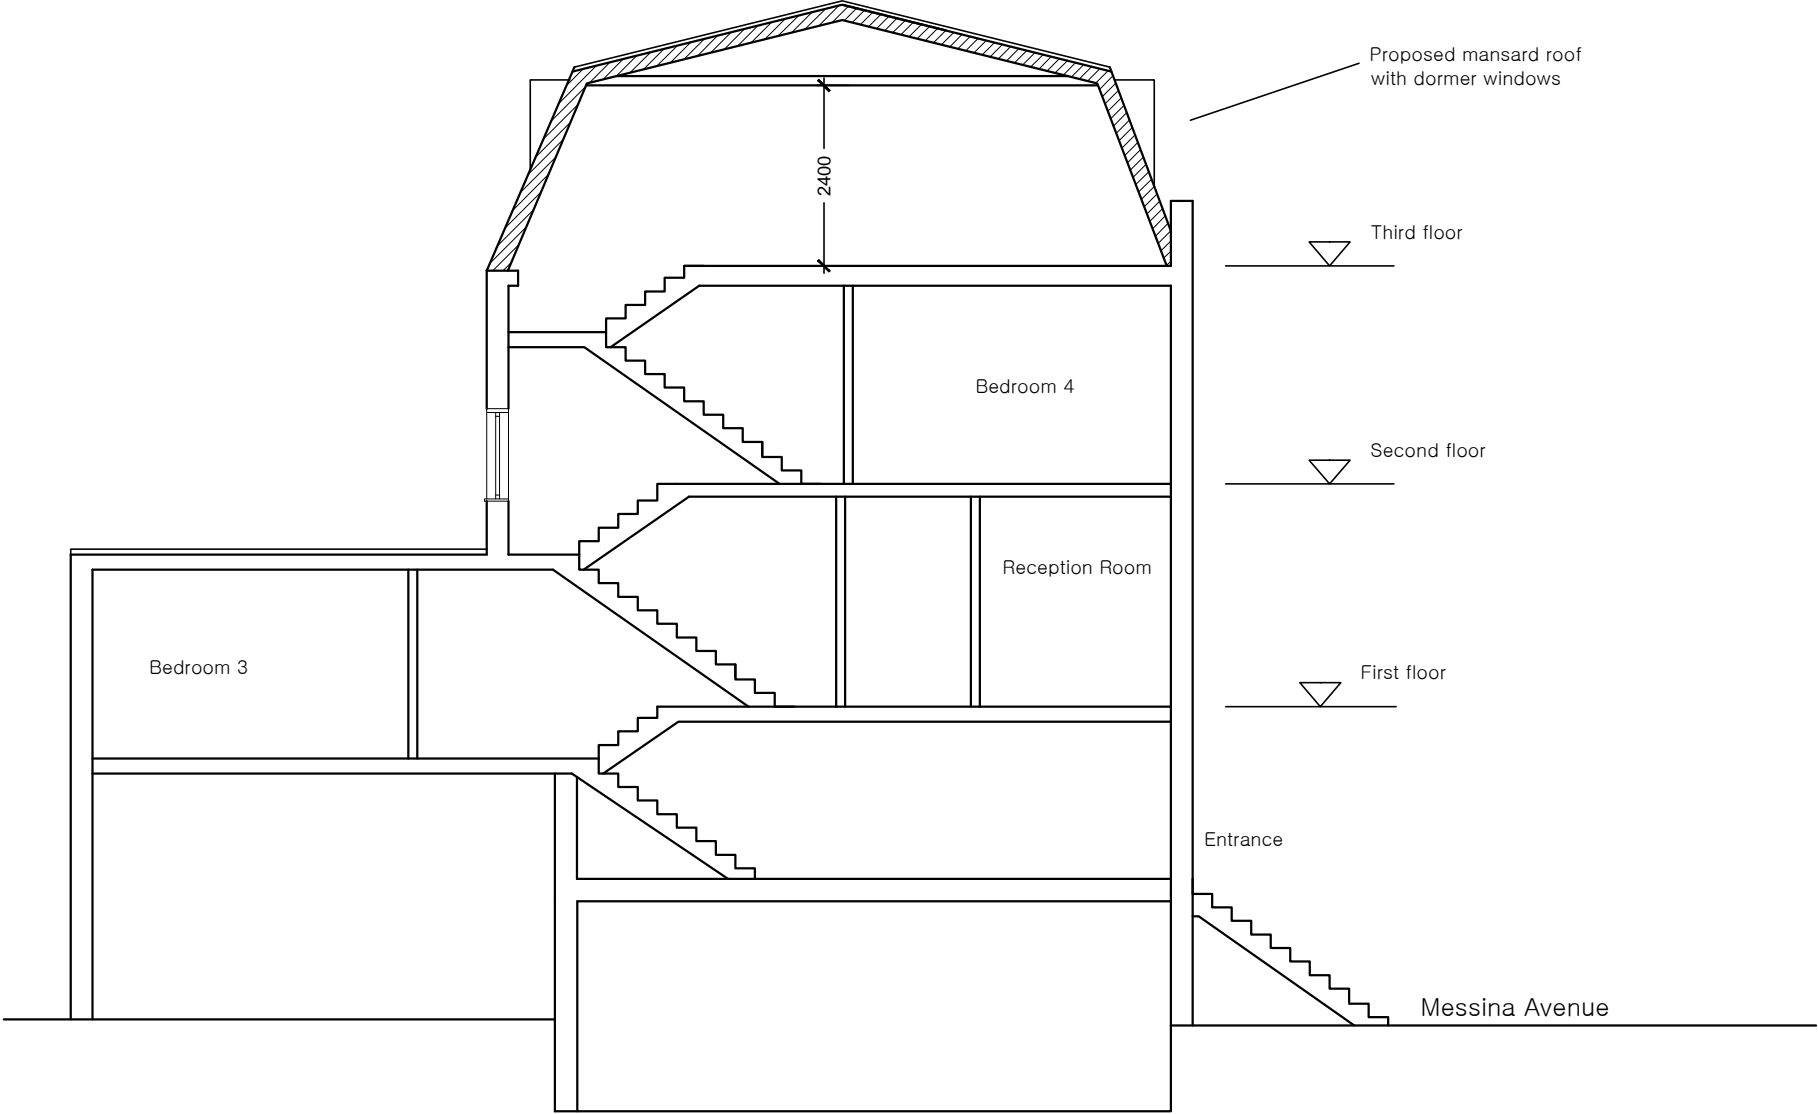 Proposed mansard roof
with dormer windows
2400
Third floor
Bedroom 4
Second floor
Reception Room
Bedroom 3
First floor
Entrance
Messina Avenue